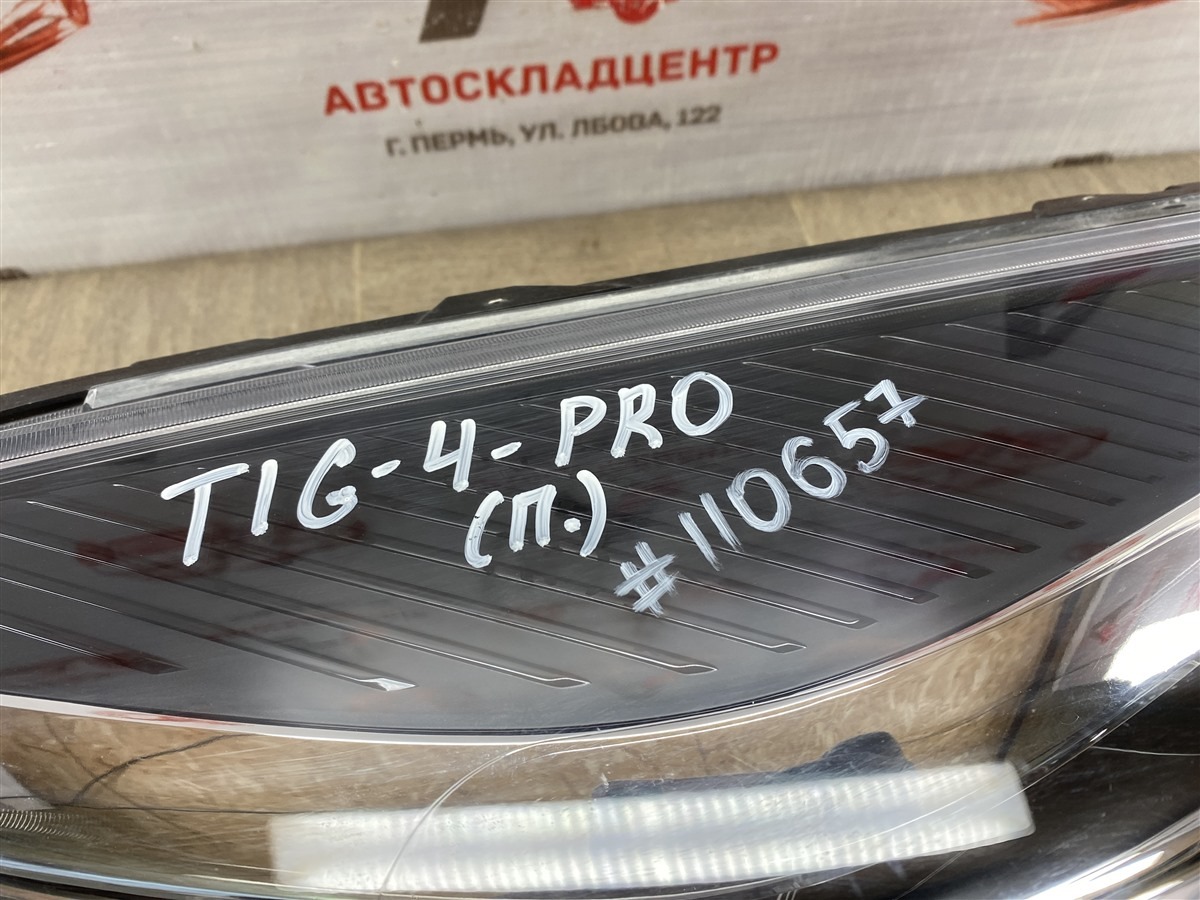 АВТОСКЛАДЦЕНТР
Г. ПЕРМЬ, УЛ. ЛБОВА, 122
TIG-4-PRO
(П.)
#110657